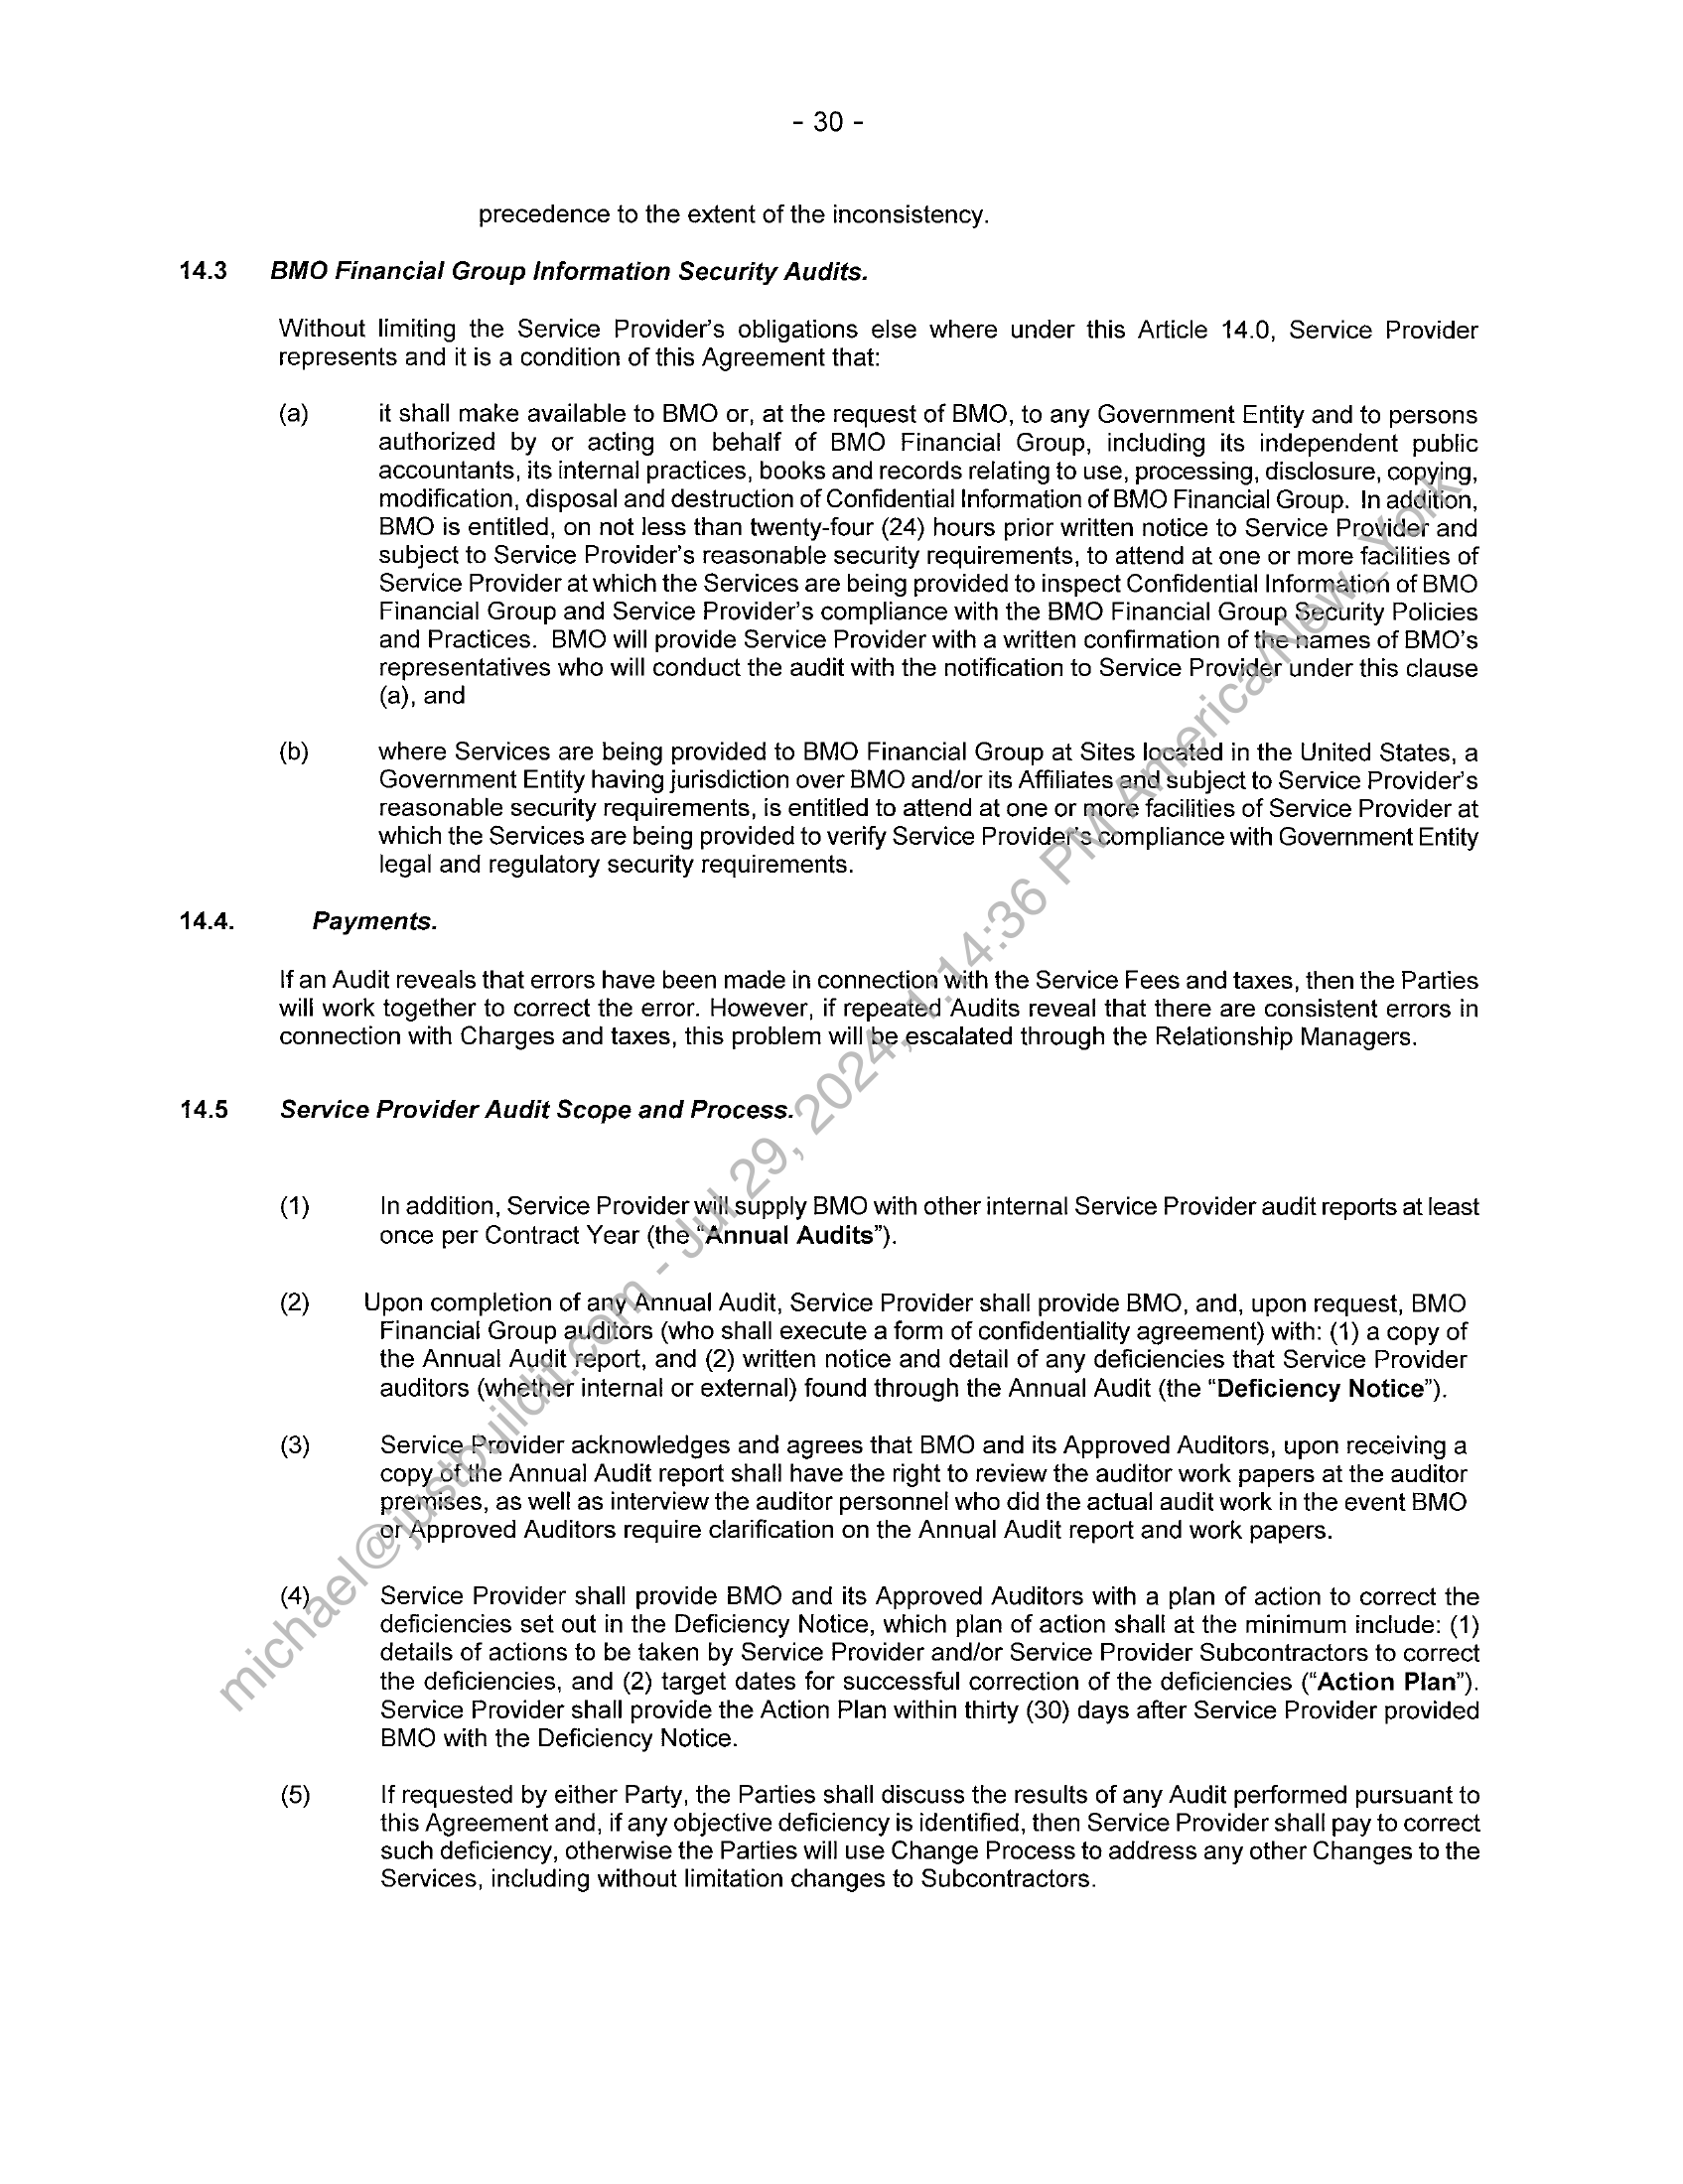 - 30 -
precedence to the extent of the inconsistency.
14.3 BMO Financial Group Information Security Audits.
Without limiting the Service Provider's obligations else where under this Article 14.0, Service Provider
represents and it is a condition of this Agreement that:
(a) it shall make available to BMO or, at the request of BMO, to any Government Entity and to persons
authorized by or acting on behalf of BMO Financial Group, including its independent public
accountants, its internal practices, books and records relating to use, processing, disclosure, copying,
modification, disposal and destruction of Confidential Information of BMO Financial Group. In addition,
BMO is entitled, on not less than twenty-four (24) hours prior written notice to Service Provider and
subject to Service Provider's reasonable security requirements, to attend at one or more facilities of
Service Provider at which the Services are being provided to inspect Confidential Information of BMO
Financial Group and Service Provider's compliance with the BMO Financial Group Security Policies
and Practices. BMO will provide Service Provider with a written confirmation of the names of BMO's
representatives who will conduct the audit with the notification to Service Provider under this clause
(a), and
(b) where Services are being provided to BMO Financial Group at Sites located in the United States, a
Government Entity having jurisdiction over BMO and/or its Affiliates and subject to Service Provider's
reasonable security requirements, is entitled to attend at one or more facilities of Service Provider at
which the Services are being provided to verify Service Provider's compliance with Government Entity
legal and regulatory security requirements.
14.4. Payments.
If an Audit reveals that errors have been made in connection with the Service Fees and taxes, then the Parties
will work together to correct the error. However, if repeated Audits reveal that there are consistent errors in
connection with Charges and taxes, this problem will be escalated through the Relationship Managers.
14.5 Service Provider Audit Scope and Process.
(1) In addition, Service Provider will supply BMO with other internal Service Provider audit reports at least
once per Contract Year (the "Annual Audits").
(2) Upon completion of any Annual Audit, Service Provider shall provide BMO, and, upon request, BMO
Financial Group auditors (who shall execute a form of confidentiality agreement) with: (1) a copy of
the Annual Audit report, and (2) written notice and detail of any deficiencies that Service Provider
auditors (whether internal or external) found through the Annual Audit (the "Deficiency Notice").
(3) Service Provider acknowledges and agrees that BMO and its Approved Auditors, upon receiving a
copy of the Annual Audit report shall have the right to review the auditor work papers at the auditor
premises, as well as interview the auditor personnel who did the actual audit work in the event BMO
or Approved Auditors require clarification on the Annual Audit report and work papers.
(4) Service Provider shall provide BMO and its Approved Auditors with a plan of action to correct the
deficiencies set out in the Deficiency Notice, which plan of action shall at the minimum include: (1)
details of actions to be taken by Service Provider and/or Service Provider Subcontractors to correct
the deficiencies, and (2) target dates for successful correction of the deficiencies ("Action Plan").
Service Provider shall provide the Action Plan within thirty (30) days after Service Provider provided
BMO with the Deficiency Notice.
(5) If requested by either Party, the Parties shall discuss the results of any Audit performed pursuant to
this Agreement and, if any objective deficiency is identified, then Service Provider shall pay to correct
such deficiency, otherwise the Parties will use Change Process to address any other Changes to the
Services, including without limitation changes to Subcontractors.
michael@justbuildit.com - Jul 29, 2024, 1:14:36 PM America/New_York